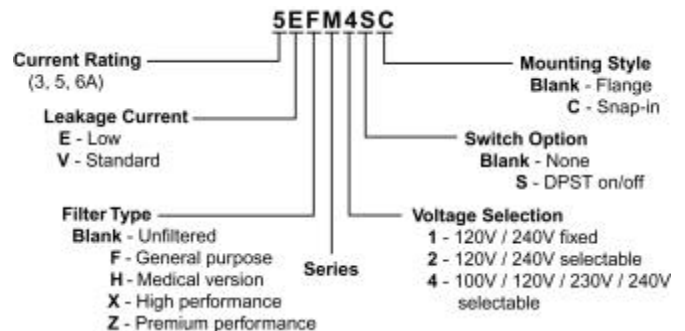 5EFM4SC
Current Rating
(3, 5, 6A)
Leakage Current
E - Low
V - Standard
Filter Type
Blank - Unfiltered
F - General purpose
H - Medical version
X - High performance
Z - Premium performance
Series
Mounting Style
Blank - Flange
C - Snap-in
Switch Option
Blank - None
S - DPST on/off
Voltage Selection
1 - 120V / 240V fixed
2 - 120V / 240V selectable
4 - 100V / 120V / 230V / 240V
selectable